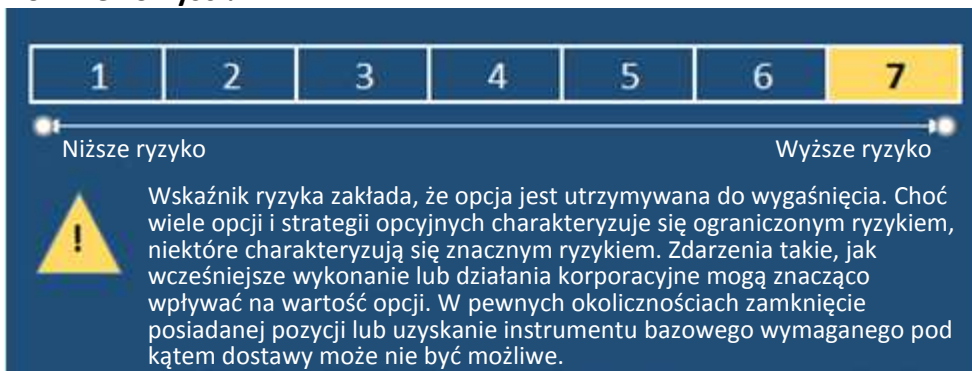 1 2 3 4 5 6 7
Niższe ryzyko Wyższe ryzyko
Wskaźnik ryzyka zakłada, że opcja jest utrzymywana do wygaśnięcia. Choć
wiele opcji i strategii opcyjnych charakteryzuje się ograniczonym ryzykiem,
niektóre charakteryzują się znacznym ryzykiem. Zdarzenia takie, jak
wcześniejsze wykonanie lub działania korporacyjne mogą znacząco
wpływać na wartość opcji. W pewnych okolicznościach zamknięcie
posiadanej pozycji lub uzyskanie instrumentu bazowego wymaganego pod
kątem dostawy może nie być możliwe.